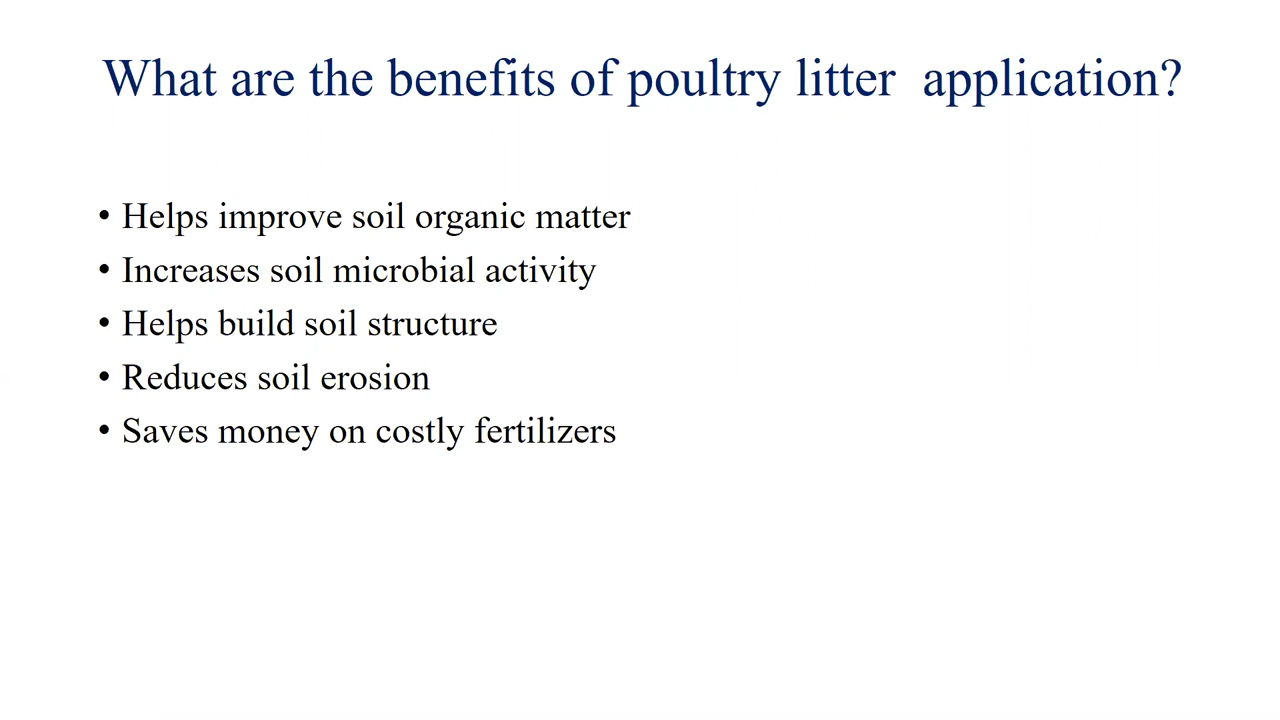 What are the benefits of poultry litter  application?
• Helps improve soil organic matter
• Increases soil microbial activity
• Helps build soil structure
• Reduces soil erosion
• Saves money on costly fertilizers